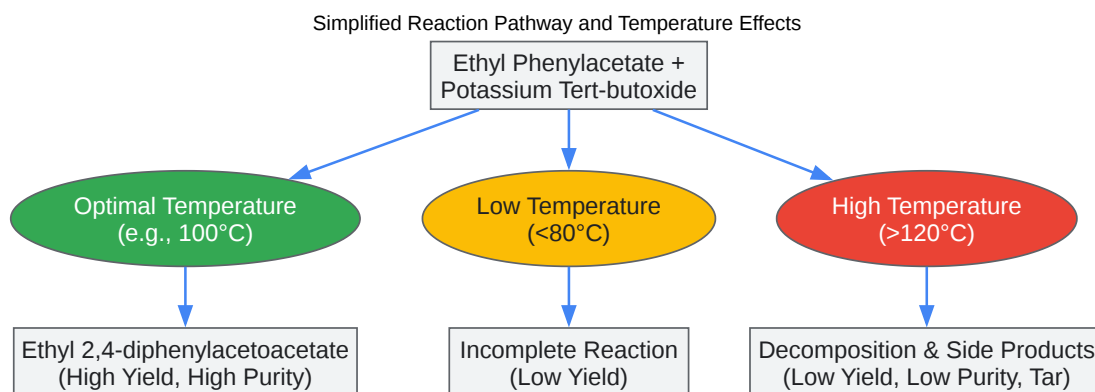 Simplified Reaction Pathway and Temperature Effects
Ethyl Phenylacetate +
Potassium Tert-butoxide
Optimal Temperature
(e.g., 100°C)
Low Temperature
(<80°C)
High Temperature
(>120°C)
Ethyl 2,4-diphenylacetoacetate
(High Yield, High Purity)
Incomplete Reaction
(Low Yield)
Decomposition & Side Products
(Low Yield, Low Purity, Tar)